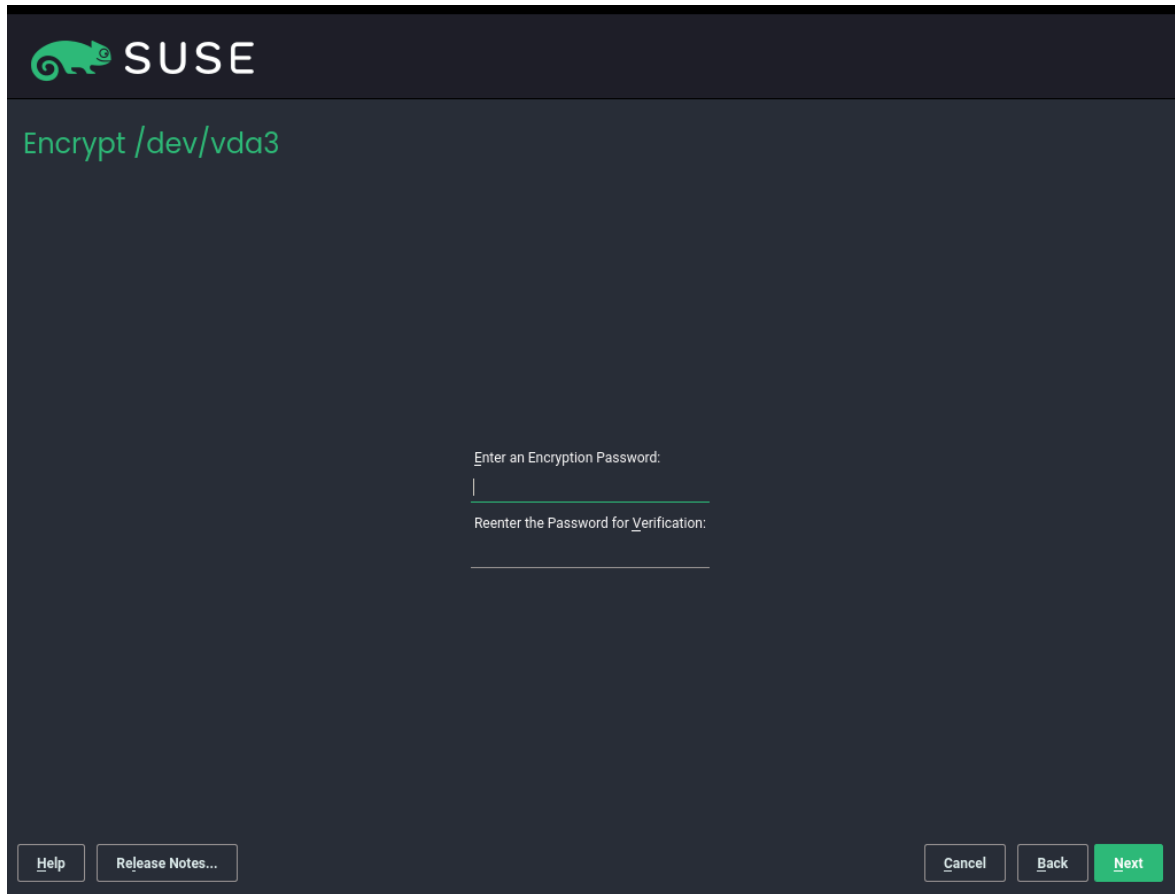 SUSE
Encrypt /dev/vda3
Enter an Encryption Password:
Reenter the Password for Verification:
Help Release Notes... Cancel Back Next